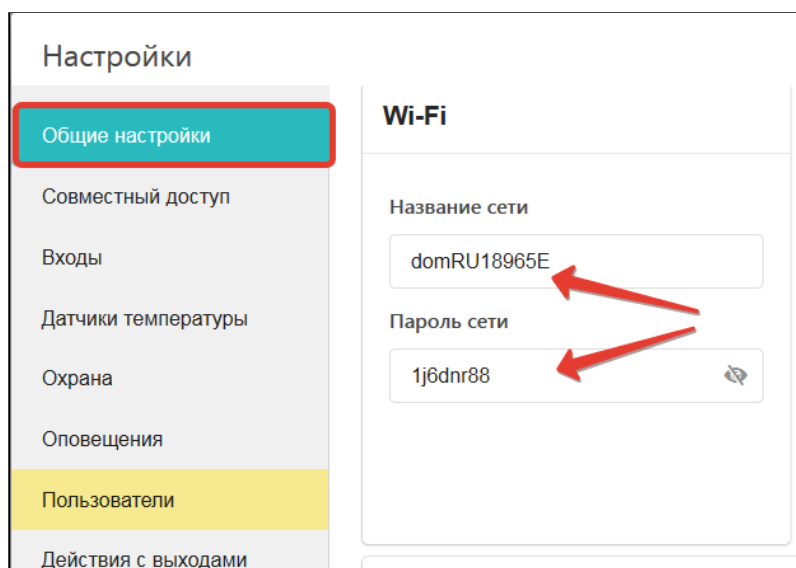 Настройки
Общие настройки
Совместный доступ
Входы
Датчики температуры
Охрана
Оповещения
Пользователи
Действия с выходами
Wi-Fi
Название сети
domRU18965E
Пароль сети
1j6dnr88